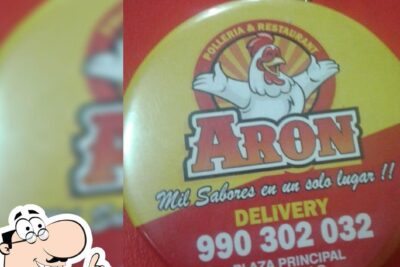 POLLERIA & RESTAURANT
ARON
Mil Sabores en un solo lugar !!
DELIVERY
990 302 032
PLAZA PRINCIPAL